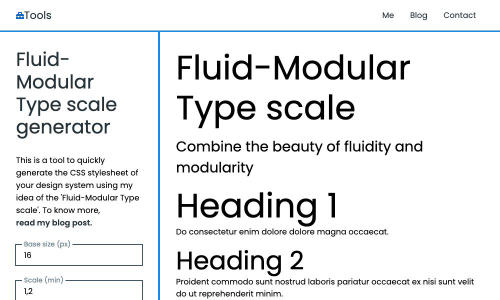 Tools
Me Blog Contact
Fluid-
Modular
Type scale
generator
This is a tool to quickly
generate the CSS stylesheet of
your design system using my
idea of the 'Fluid-Modular Type
scale'. To know more,
read my blog post.
Base size (px)
16
Scale (min)
1,2
Fluid-Modular
Type scale
Combine the beauty of fluidity and
modularity
Heading 1
Do consectetur enim dolore dolore magna occaecat.
Heading 2
Proident commodo sunt nostrud laboris pariatur occaecat ex nisi sunt velit
do ut reprehenderit minim.